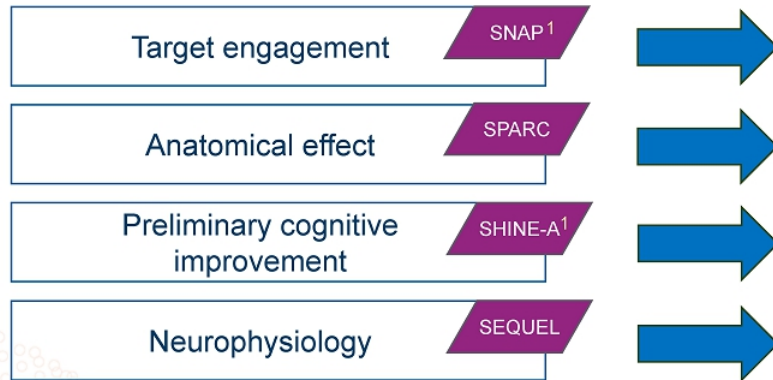 Target engagement
SNAP¹
Anatomical effect
SPARC
Preliminary cognitive
improvement
SHINE-A¹
Neurophysiology
SEQUEL